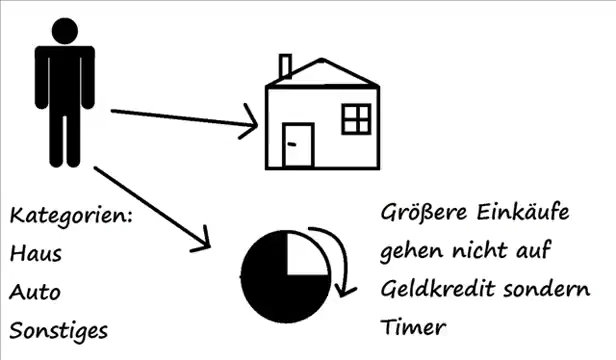 Kategorien:
Haus
Auto
Sonstiges
Größere Einkäufe
gehen nicht auf
Geldkredit sondern
Timer